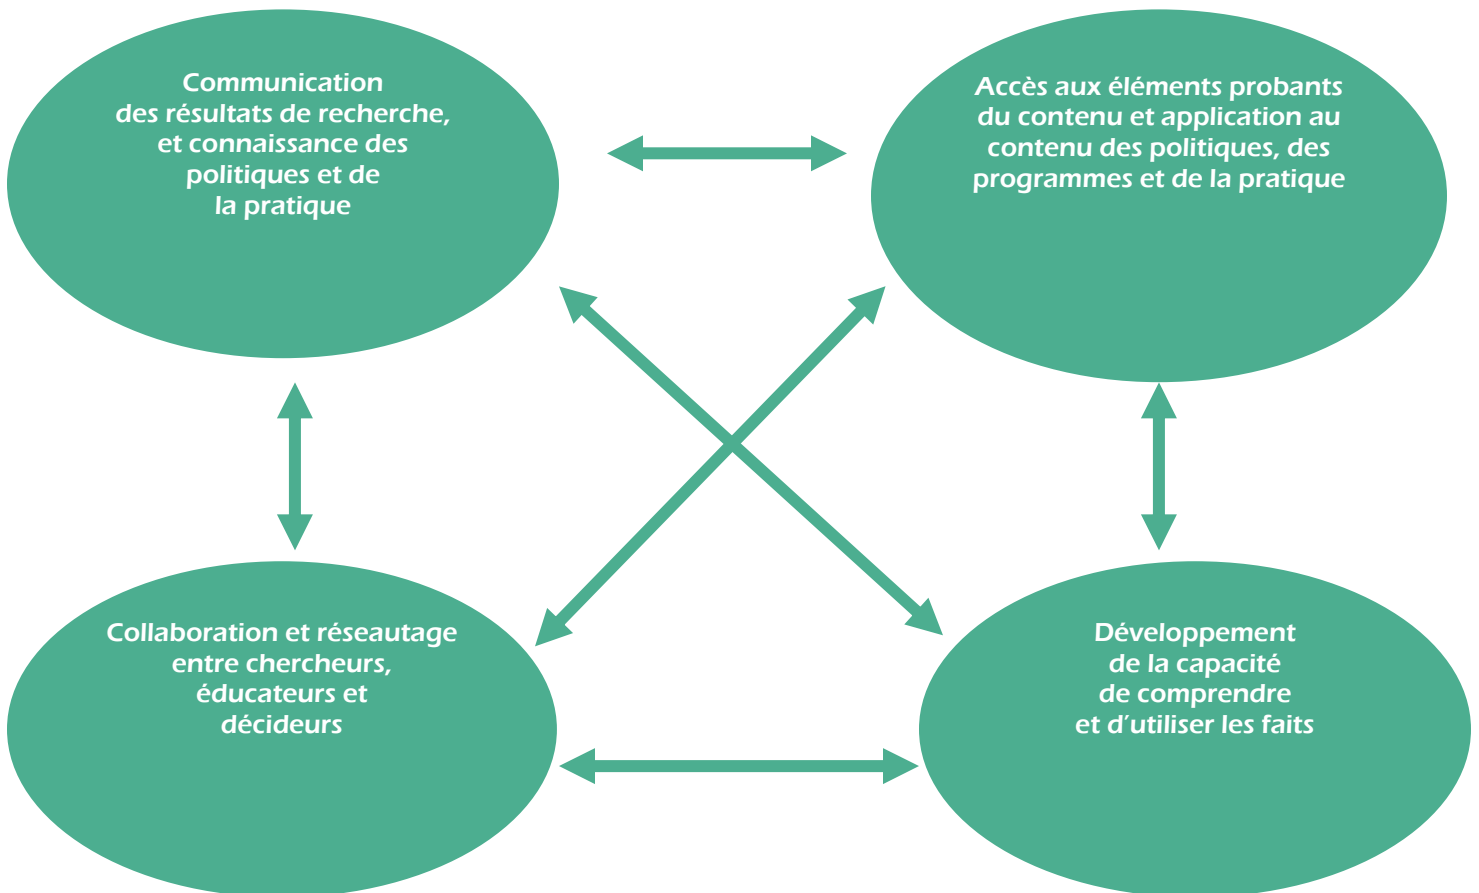 Communication
des résultats de recherche,
et connaissance des
politiques et de
la pratique
Accès aux éléments probants
du contenu et application au
contenu des politiques, des
programmes et de la pratique
Collaboration et réseautage
entre chercheurs,
éducateurs et
décideurs
Développement
de la capacité
de comprendre
et d’utiliser les faits